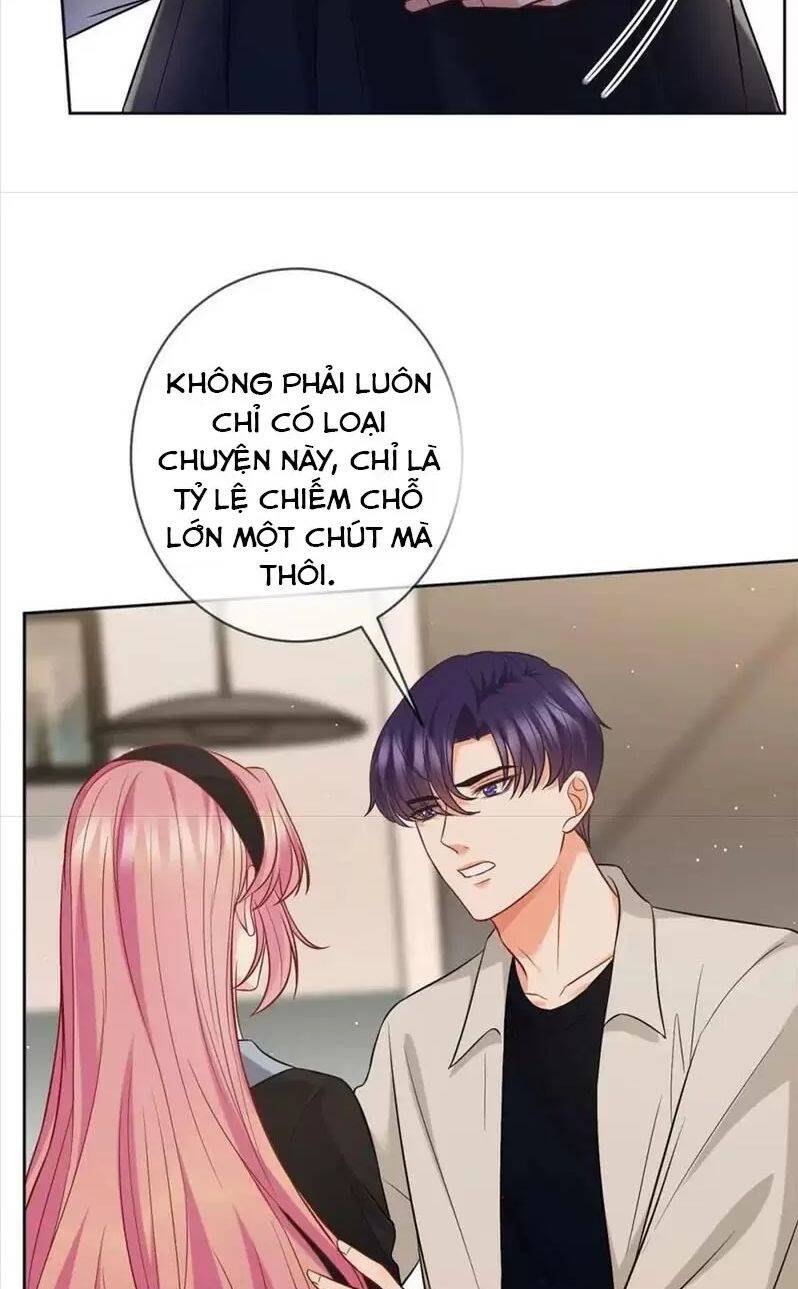 KHÔNG PHẢI LUÔN
CHỈ CÓ LOẠI
CHUYỆN NÀY, CHỈ LÀ
TỶ LỆ CHIẾM CHỖ
LỚN MỘT CHÚT MÀ
THÔI.